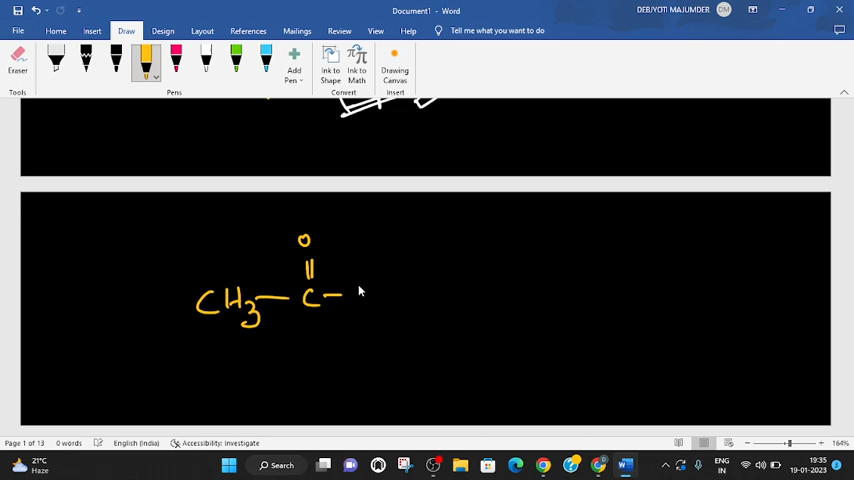 Document1 - Word
DEBJYOTI MAJUMDER DM
File Home Insert Draw Design Layout References Mailings Review View Help Tell me what you want to do
Eraser
Add Pen
Ink to Shape
Ink to Math
Drawing Canvas
Tools Pens Convert Insert
O
||
CH3—C–
Page 1 of 13 0 words English (India) Accessibility: Investigate 164%
21°C
Haze
Search
ENG
IN
19:35
19-01-2023
3